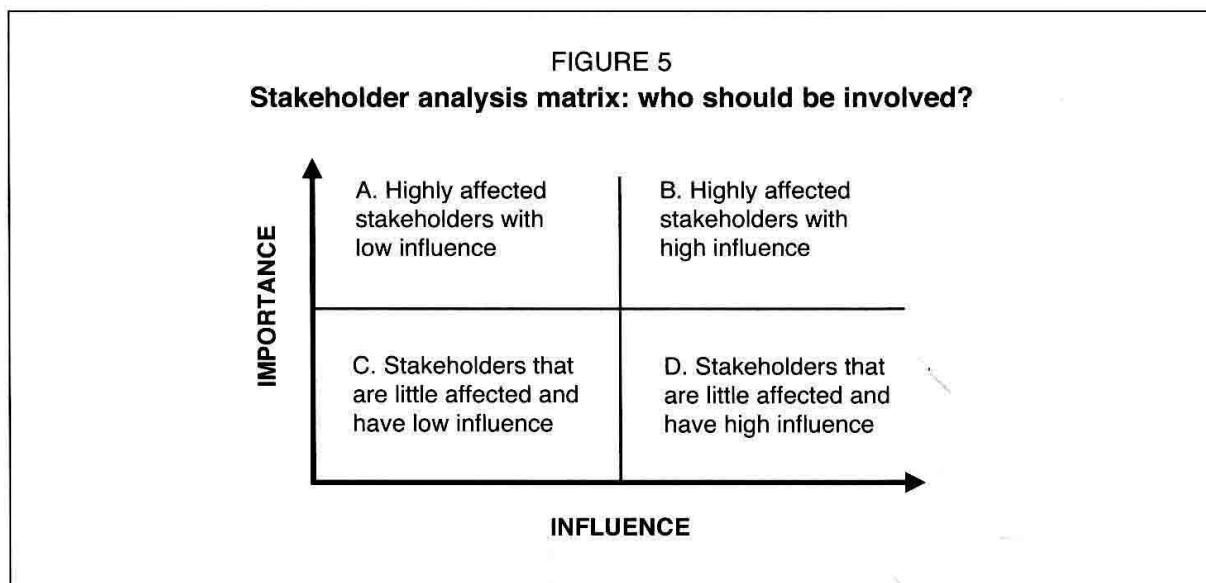 FIGURE 5
Stakeholder analysis matrix: who should be involved?
A. Highly affected
stakeholders with
low influence
B. Highly affected
stakeholders with
high influence
IMPORTANCE
C. Stakeholders that
are little affected and
have low influence
D. Stakeholders that
are little affected and
have high influence
INFLUENCE